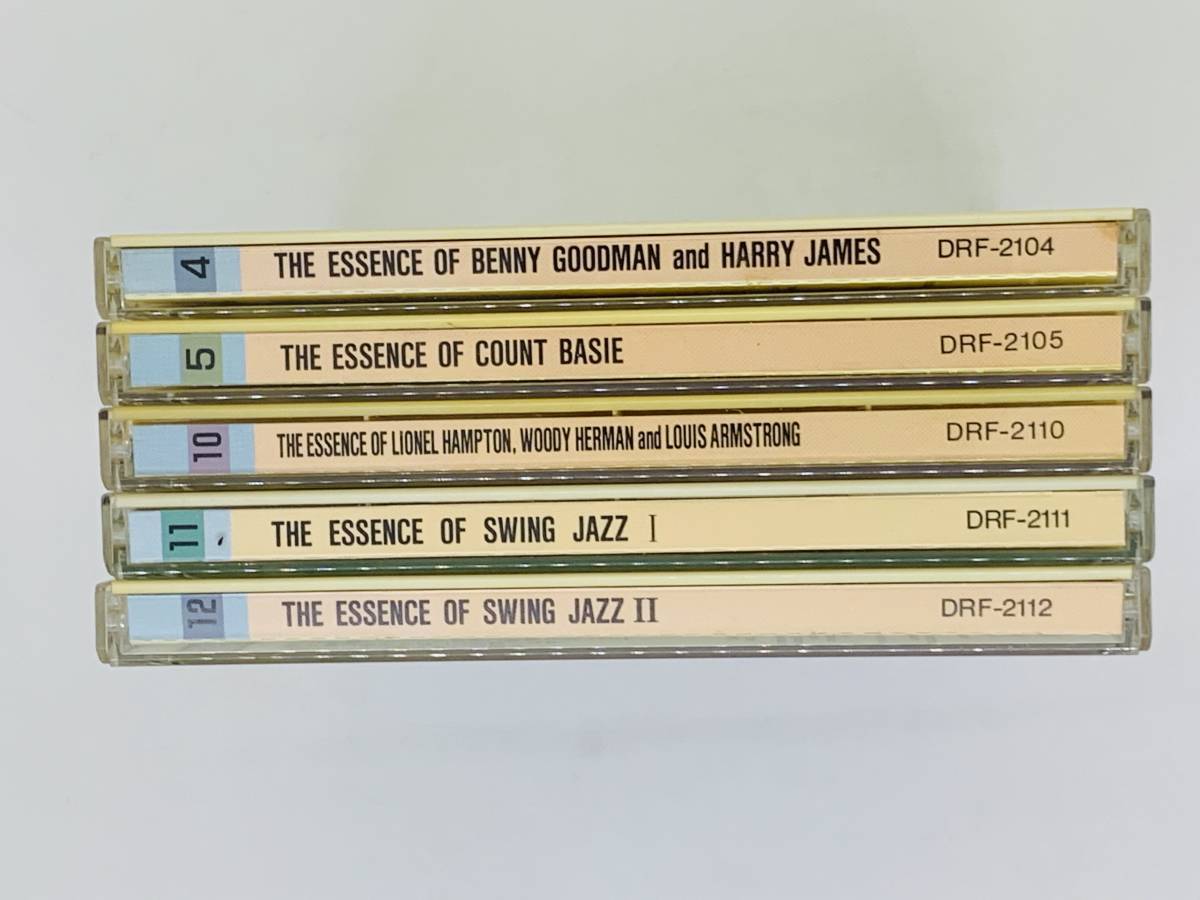 4 THE ESSENCE OF BENNY GOODMAN and HARRY JAMES DRF-2104
5 THE ESSENCE OF COUNT BASIE DRF-2105
10 THE ESSENCE OF LIONEL HAMPTON, WOODY HERMAN and LOUIS ARMSTRONG DRF-2110
11 THE ESSENCE OF SWING JAZZ I DRF-2111
12 THE ESSENCE OF SWING JAZZ II DRF-2112